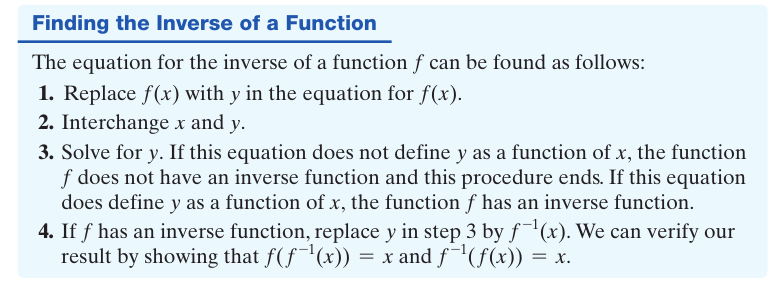 Finding the Inverse of a Function
The equation for the inverse of a function f can be found as follows:
1. Replace f(x) with y in the equation for f(x).
2. Interchange x and y.
3. Solve for y. If this equation does not define y as a function of x, the function
f does not have an inverse function and this procedure ends. If this equation
does define y as a function of x, the function f has an inverse function.
4. If f has an inverse function, replace y in step 3 by f⁻¹(x). We can verify our
result by showing that f(f⁻¹(x)) = x and f⁻¹(f(x)) = x.